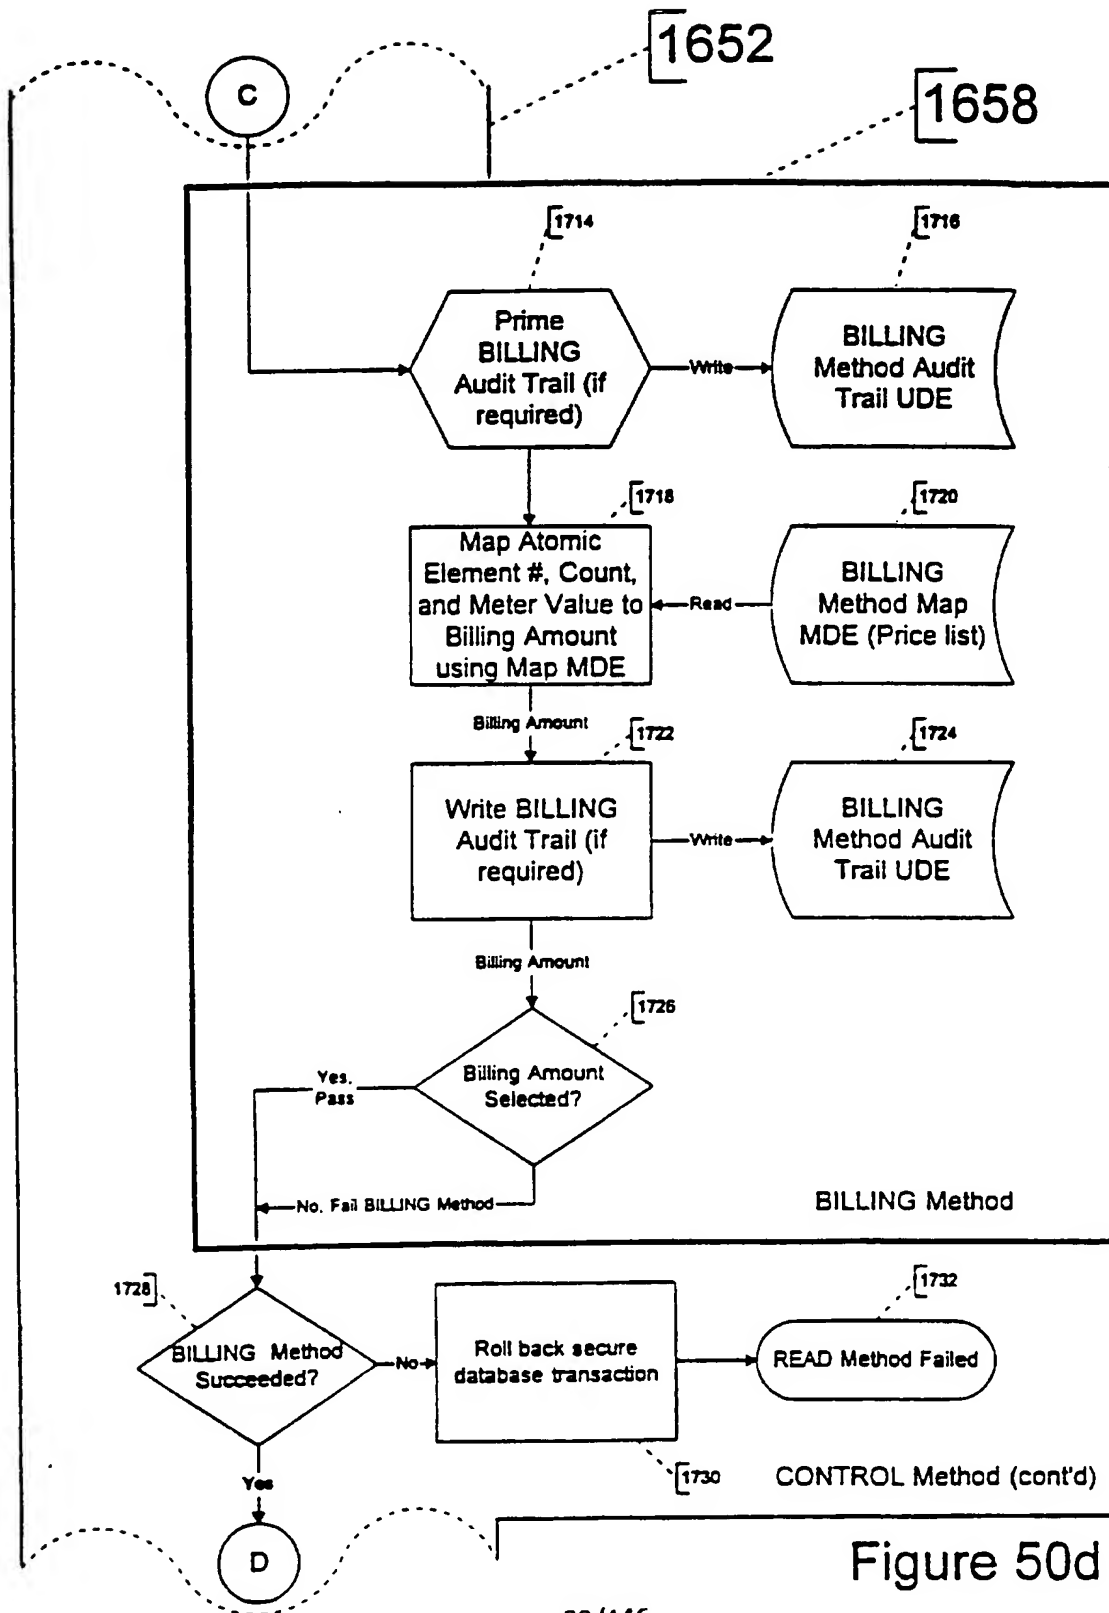 1652
C
1658
1714
1716
Prime
BILLING
Audit Trail (if
required)
Write
BILLING
Method Audit
Trail UDE
1718
1720
Map Atomic
Element #, Count,
and Meter Value to
Billing Amount
using Map MDE
Read
BILLING
Method Map
MDE (Price list)
Billing Amount
1722
1724
Write BILLING
Audit Trail (if
required)
Write
BILLING
Method Audit
Trail UDE
Billing Amount
1726
Yes,
Pass
Billing Amount
Selected?
No, Fail BILLING Method
BILLING Method
1728
1732
BILLING Method
Succeeded?
No
Roll back secure
database transaction
READ Method Failed
Yes
1730
CONTROL Method (cont'd)
D
Figure 50d